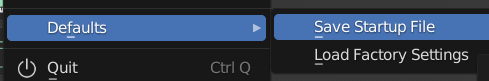 Defaults
Save Startup File
Load Factory Settings
Quit Ctrl Q